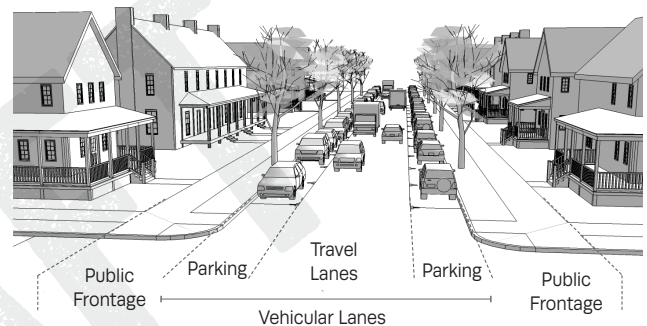 Public
Frontage
Parking
Travel
Lanes
Parking
Public
Frontage
Vehicular Lanes